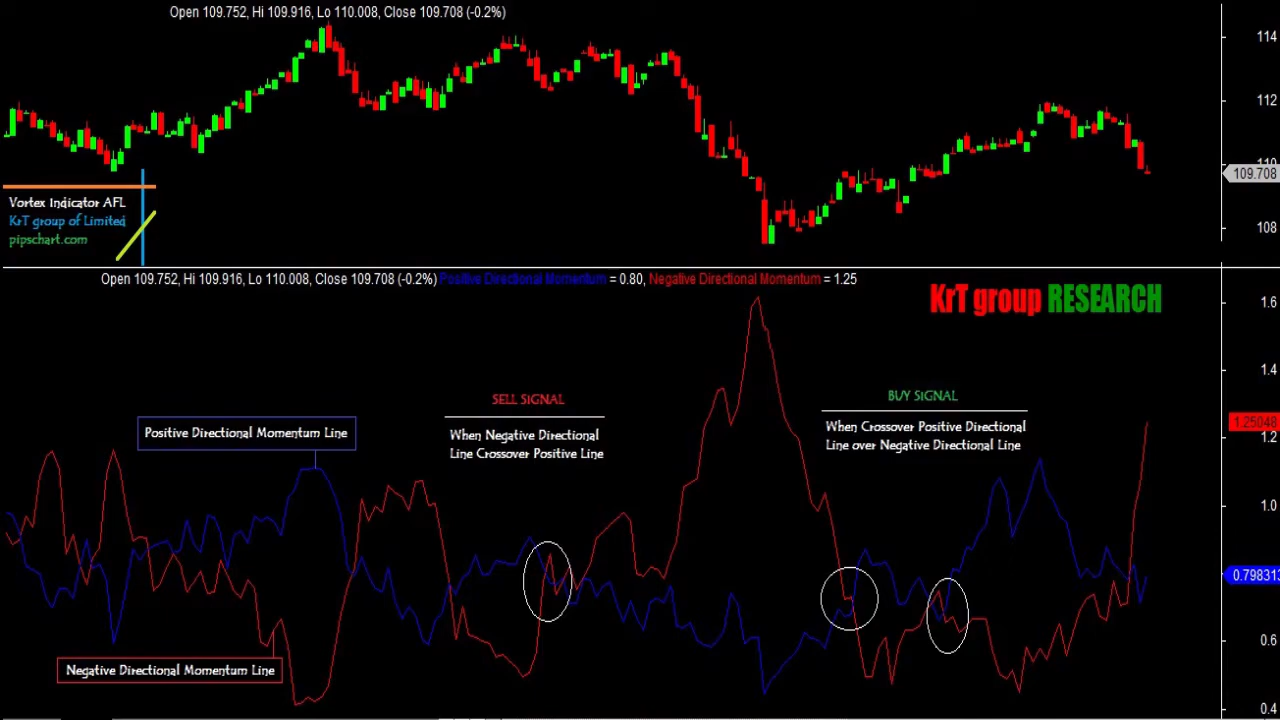 Open 109.752, Hi 109.916, Lo 110.008, Close 109.708 (-0.2%)
114
112
110
109.708
108
Vortex Indicator AFL
KrT group of Limited
pipschart.com
Open 109.752, Hi 109.916, Lo 110.008, Close 109.708 (-0.2%) Positive Directional Momentum = 0.80, Negative Directional Momentum = 1.25
KrT group RESEARCH
1.6
1.4
SELL SIGNAL
BUY SIGNAL
When Negative Directional
Line Crossover Positive Line
When Crossover Positive Directional
Line over Negative Directional Line
Positive Directional Momentum Line
1.25048
1.2
1.0
0.798313
0.6
Negative Directional Momentum Line
0.4